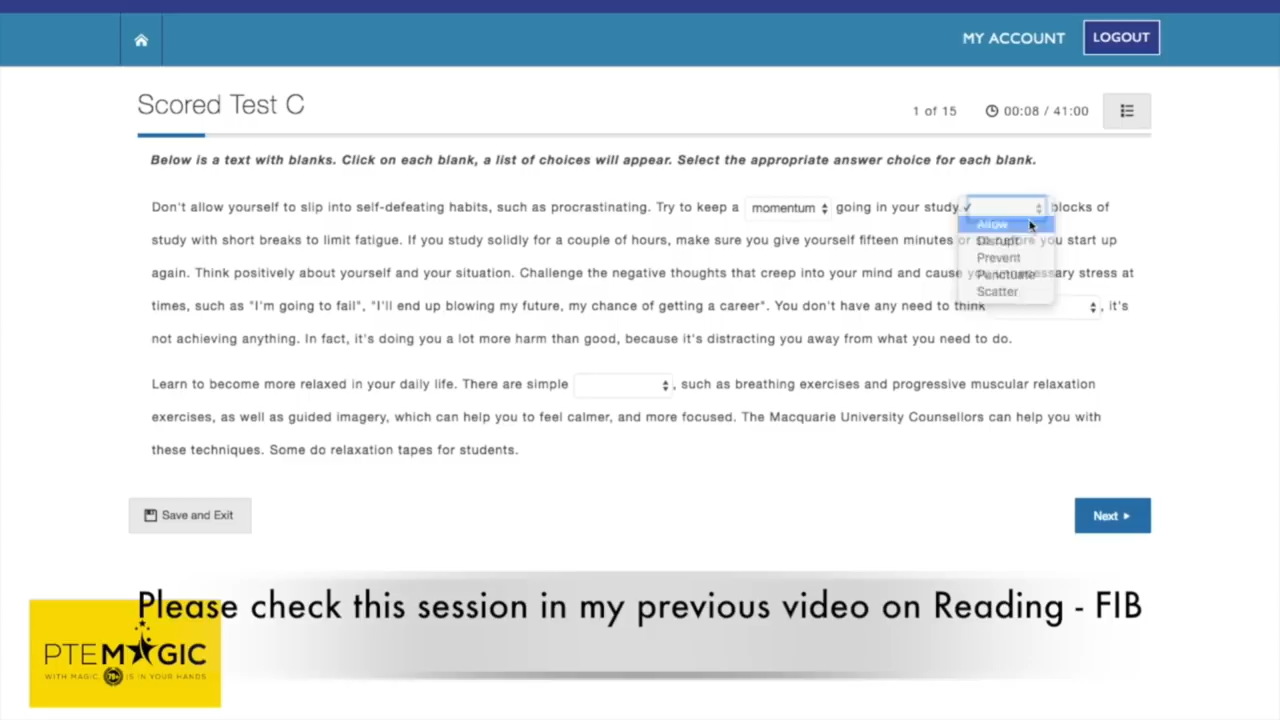 MY ACCOUNT
LOGOUT
Scored Test C
1 of 15
00:08 / 41:00
Below is a text with blanks. Click on each blank, a list of choices will appear. Select the appropriate answer choice for each blank.
Don't allow yourself to slip into self-defeating habits, such as procrastinating. Try to keep a momentum going in your study ✓ blocks of
Allow
study with short breaks to limit fatigue. If you study solidly for a couple of hours, make sure you give yourself fifteen minutes or so before you start up
Disrupt
Prevent
again. Think positively about yourself and your situation. Challenge the negative thoughts that creep into your mind and cause you unnecessary stress at
Punctuate
Scatter
times, such as "I'm going to fail", "I'll end up blowing my future, my chance of getting a career". You don't have any need to think , it's
not achieving anything. In fact, it's doing you a lot more harm than good, because it's distracting you away from what you need to do.
Learn to become more relaxed in your daily life. There are simple , such as breathing exercises and progressive muscular relaxation
exercises, as well as guided imagery, which can help you to feel calmer, and more focused. The Macquarie University Counsellors can help you with
these techniques. Some do relaxation tapes for students.
Save and Exit
Next
Please check this session in my previous video on Reading - FIB
PTEMAGIC
WITH MAGIC, 79+ IS IN YOUR HANDS